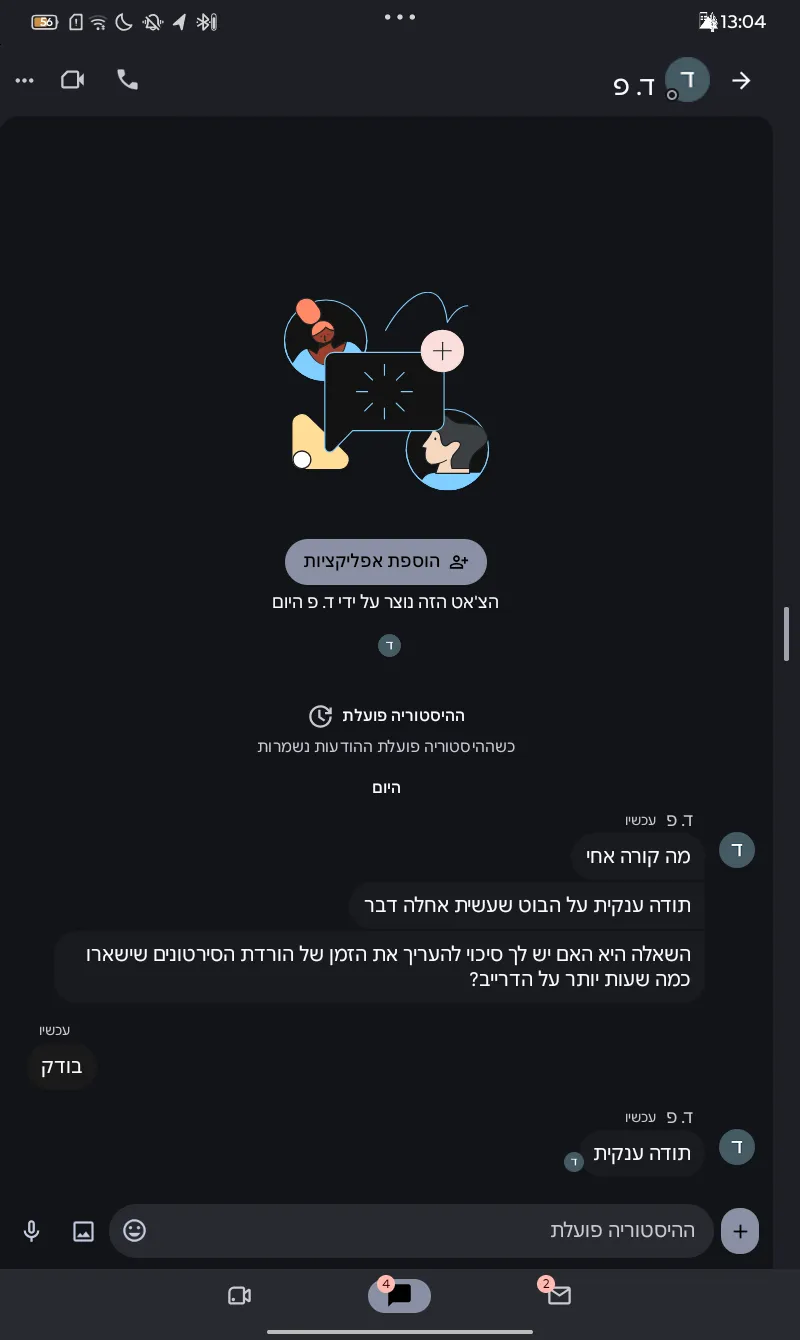 56
13:04
ד. פ
ד
הוספת אפליקציות
הצ'אט הזה נוצר על ידי ד. פ היום
ד
ההיסטוריה פועלת
כשההיסטוריה פועלת ההודעות נשמרות
היום
ד. פ עכשיו
ד
מה קורה אחי
תודה ענקית על הבוט שעשית אחלה דבר
השאלה היא האם יש לך סיכוי להעריך את הזמן של הורדת הסירטונים שישארו
כמה שעות יותר על הדרייב?
עכשיו
בודק
ד. פ עכשיו
ד
תודה ענקית
ד
ההיסטוריה פועלת
2
4